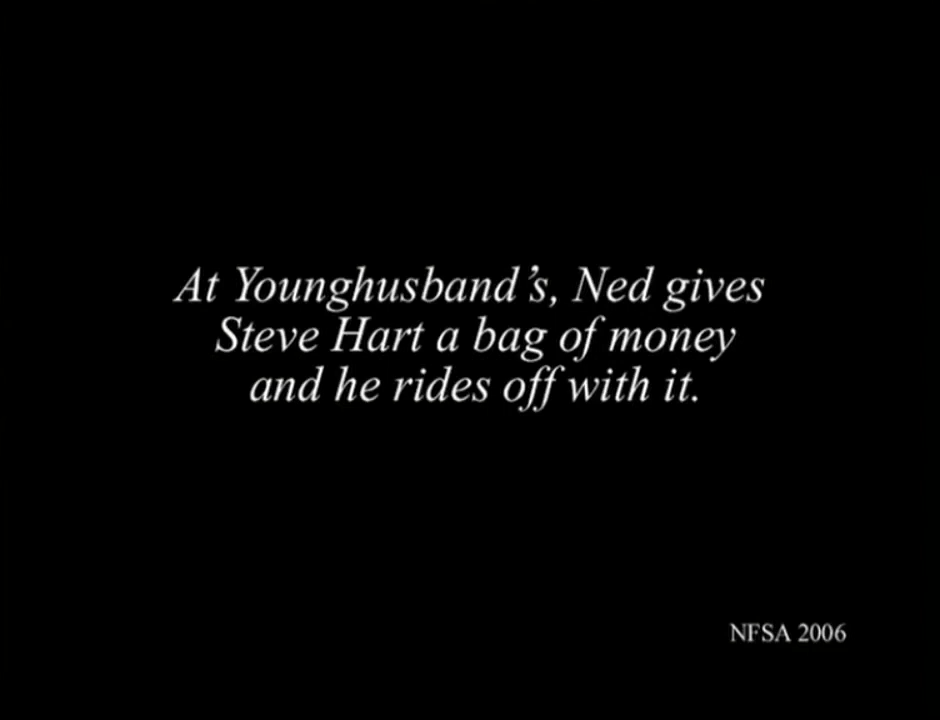 At Younghusband’s, Ned gives
Steve Hart a bag of money
and he rides off with it.
NFSA 2006